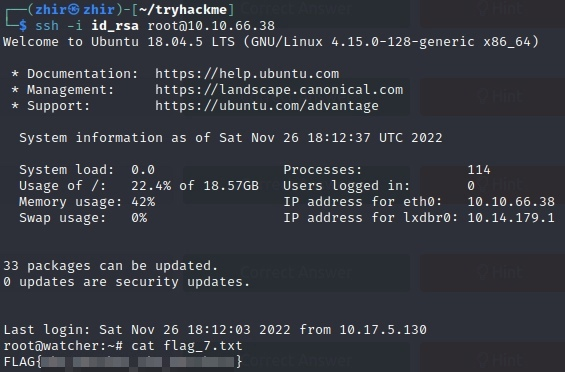 ┌──(zhir㉿zhir)-[~/tryhackme]
└─$ ssh -i id_rsa root@10.10.66.38
Welcome to Ubuntu 18.04.5 LTS (GNU/Linux 4.15.0-128-generic x86_64)
* Documentation:  https://help.ubuntu.com
* Management:     https://landscape.canonical.com
* Support:        https://ubuntu.com/advantage
System information as of Sat Nov 26 18:12:37 UTC 2022
System load:  0.0                Processes:             114
Usage of /:   22.4% of 18.57GB   Users logged in:       0
Memory usage: 42%                IP address for eth0:   10.10.66.38
Swap usage:   0%                 IP address for lxdbr0: 10.14.179.1
33 packages can be updated.
0 updates are security updates.
Last login: Sat Nov 26 18:12:03 2022 from 10.17.5.130
root@watcher:~# cat flag_7.txt
FLAG{ }